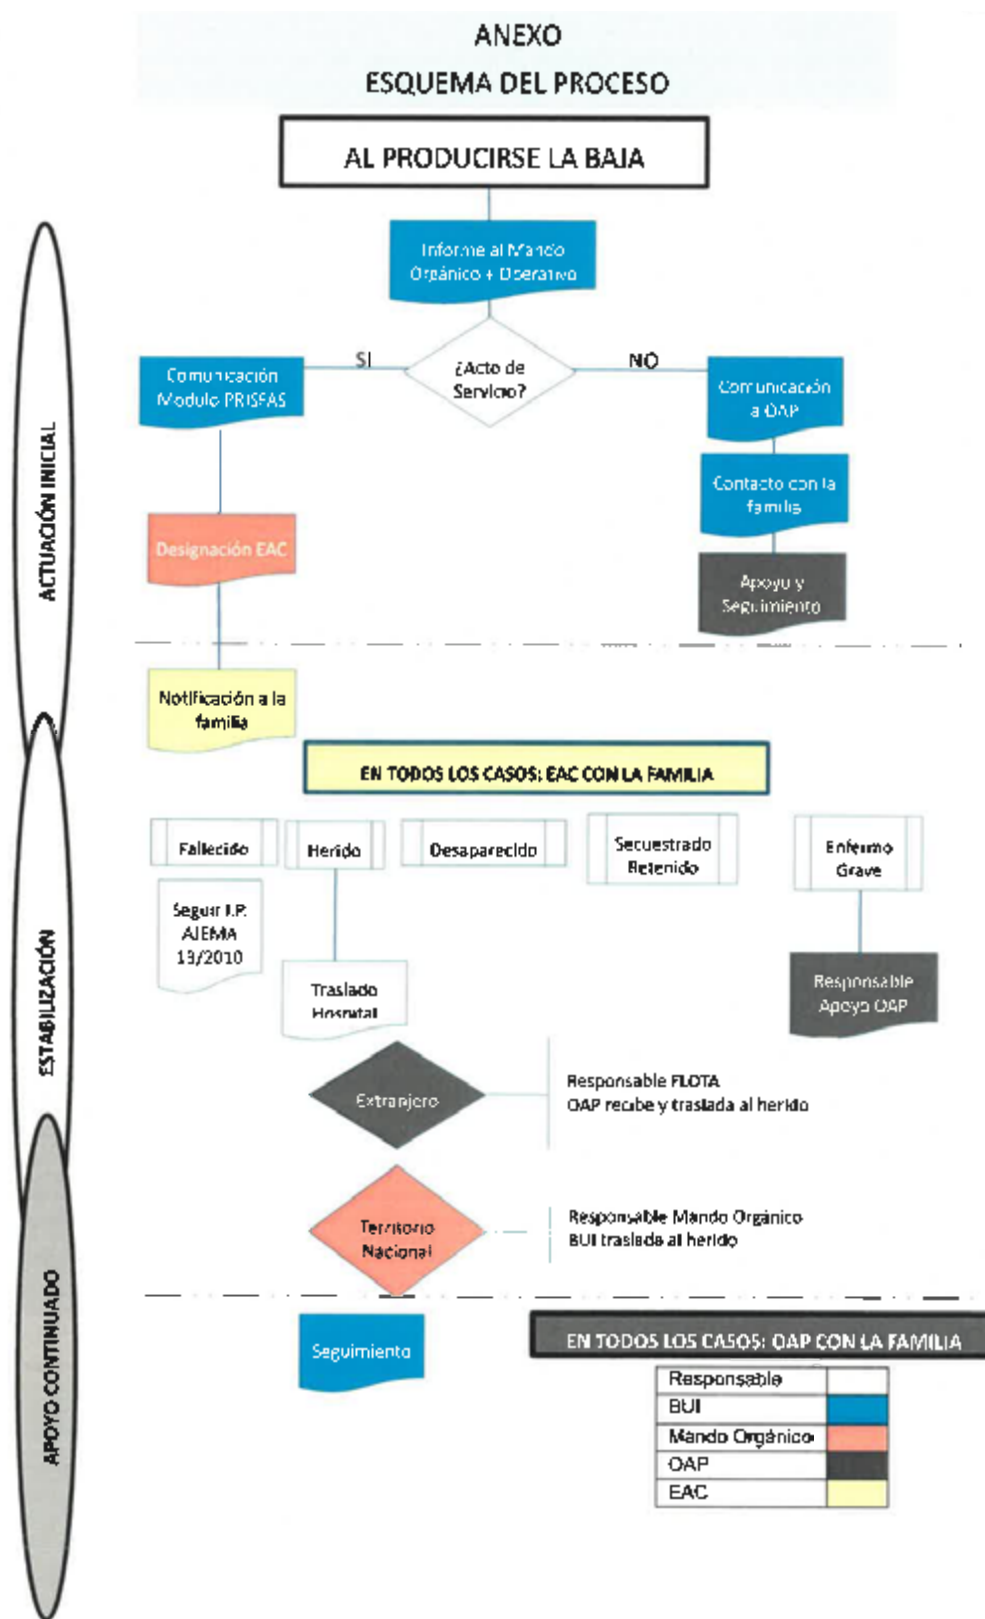 ANEXO
ESQUEMA DEL PROCESO
AL PRODUCIRSE LA BAJA
Informe al Mando
Orgánico + Operativo
¿Acto de
Servicio?
SI
NO
Comunicación
Modulo PRISFAS
Comunicación
a OAP
Contacto con la
familia
Designación EAC
Apoyo y
Seguimiento
ACTUACIÓN INICIAL
Notificación a la
familia
EN TODOS LOS CASOS: EAC CON LA FAMILIA
Fallecido
Herido
Desaparecido
Secuestrado
Retenido
Enfermo
Grave
Seguir I.P.
AJEMA
13/2010
Traslado
Hospital
Responsable
Apoyo OAP
ESTABILIZACIÓN
Extranjero
Responsable FLOTA
OAP recibe y traslada al herido
Territorio
Nacional
Responsable Mando Orgánico
BUI traslada al herido
APOYO CONTINUADO
Seguimiento
EN TODOS LOS CASOS: OAP CON LA FAMILIA
Responsable
BUI
Mando Orgánico
OAP
EAC